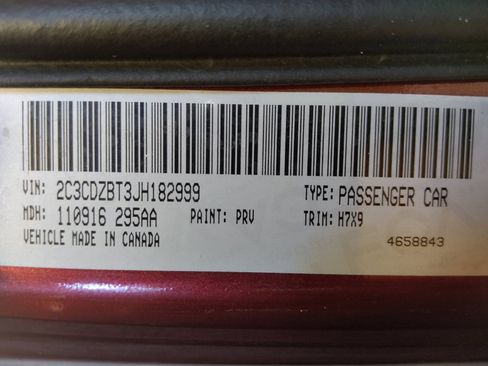 VIN: 2C3CDZBT3JH182999 TYPE: PASSENGER CAR
MDH: 110916 295AA PAINT: PRV TRIM: H7X9
VEHICLE MADE IN CANADA 4658843